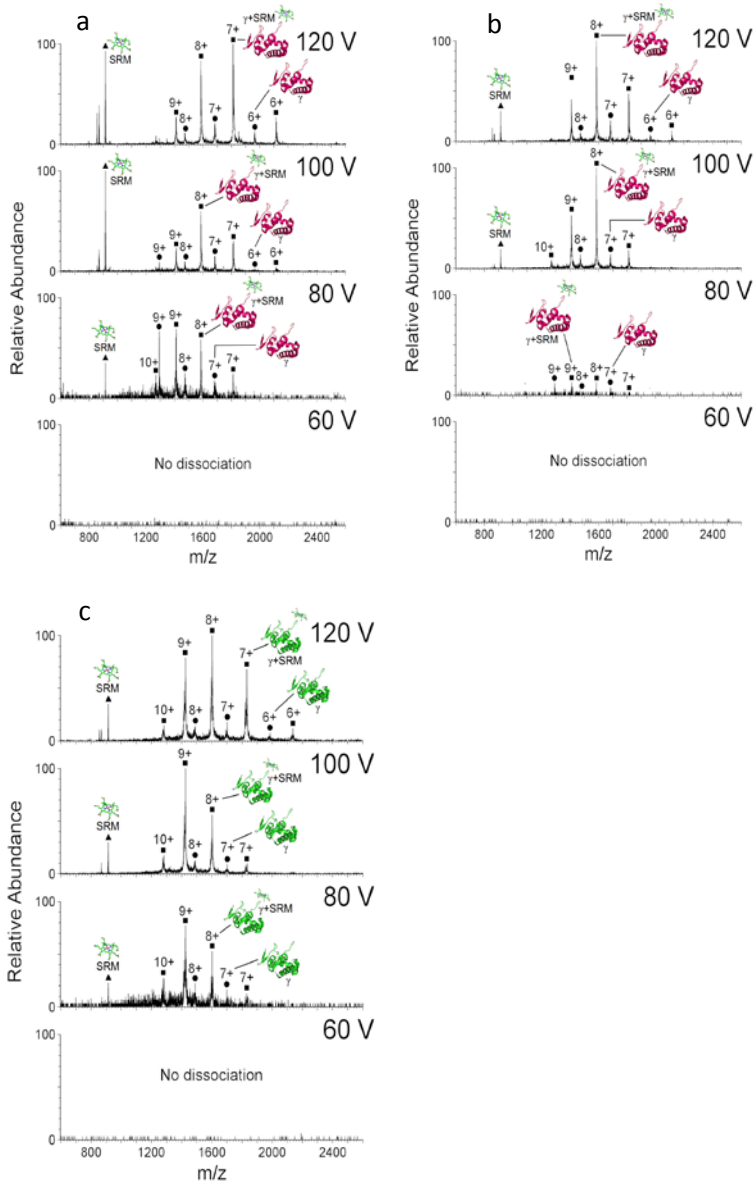 a
120 V
100
SRM
9+ 8+ 8+ 7+ 7+ 6+ 6+
γ+SRM
γ
0
100 V
100
SRM
9+ 9+ 8+ 8+ 7+ 7+ 6+ 6+
γ+SRM
γ
0
80 V
100
SRM
10+ 9+ 9+ 8+ 8+ 7+ 7+
γ+SRM
γ
0
60 V
100
No dissociation
0
800 1200 1600 2000 2400
m/z
Relative Abundance
b
120 V
100
SRM
9+ 8+ 8+ 7+ 7+ 6+ 6+
γ+SRM
γ
0
100 V
100
SRM
10+ 9+ 8+ 8+ 7+ 7+
γ+SRM
γ
0
80 V
100
γ+SRM
γ
9+ 9+ 8+ 8+ 7+ 7+
0
60 V
100
No dissociation
0
800 1200 1600 2000 2400
m/z
Relative Abundance
c
120 V
100
SRM
10+ 9+ 8+ 8+ 7+ 7+ 6+ 6+
γ+SRM
γ
0
100 V
100
SRM
10+ 9+ 8+ 8+ 7+ 7+
γ+SRM
γ
0
80 V
100
SRM
10+ 9+ 8+ 8+ 7+ 7+
γ+SRM
γ
0
60 V
100
No dissociation
0
800 1200 1600 2000 2400
m/z
Relative Abundance